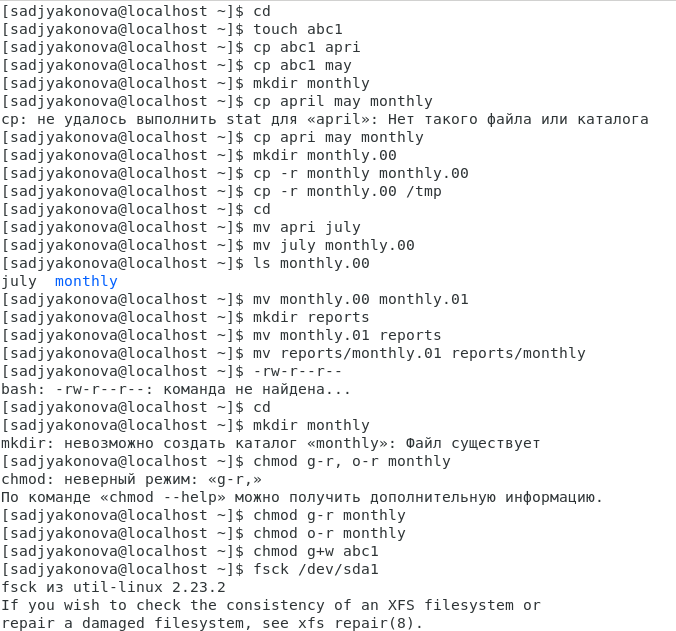 [sadjyakonova@localhost ~]$ cd
[sadjyakonova@localhost ~]$ touch abc1
[sadjyakonova@localhost ~]$ cp abc1 apri
[sadjyakonova@localhost ~]$ cp abc1 may
[sadjyakonova@localhost ~]$ mkdir monthly
[sadjyakonova@localhost ~]$ cp april may monthly
cp: не удалось выполнить stat для «april»: Нет такого файла или каталога
[sadjyakonova@localhost ~]$ cp apri may monthly
[sadjyakonova@localhost ~]$ mkdir monthly.00
[sadjyakonova@localhost ~]$ cp -r monthly monthly.00
[sadjyakonova@localhost ~]$ cp -r monthly.00 /tmp
[sadjyakonova@localhost ~]$ cd
[sadjyakonova@localhost ~]$ mv apri july
[sadjyakonova@localhost ~]$ mv july monthly.00
[sadjyakonova@localhost ~]$ ls monthly.00
july  monthly
[sadjyakonova@localhost ~]$ mv monthly.00 monthly.01
[sadjyakonova@localhost ~]$ mkdir reports
[sadjyakonova@localhost ~]$ mv monthly.01 reports
[sadjyakonova@localhost ~]$ mv reports/monthly.01 reports/monthly
[sadjyakonova@localhost ~]$ -rw-r--r--
bash: -rw-r--r--: команда не найдена...
[sadjyakonova@localhost ~]$ cd
[sadjyakonova@localhost ~]$ mkdir monthly
mkdir: невозможно создать каталог «monthly»: Файл существует
[sadjyakonova@localhost ~]$ chmod g-r, o-r monthly
chmod: неверный режим: «g-r,»
По команде «chmod --help» можно получить дополнительную информацию.
[sadjyakonova@localhost ~]$ chmod g-r monthly
[sadjyakonova@localhost ~]$ chmod o-r monthly
[sadjyakonova@localhost ~]$ chmod g+w abc1
[sadjyakonova@localhost ~]$ fsck /dev/sda1
fsck из util-linux 2.23.2
If you wish to check the consistency of an XFS filesystem or
repair a damaged filesystem, see xfs repair(8).